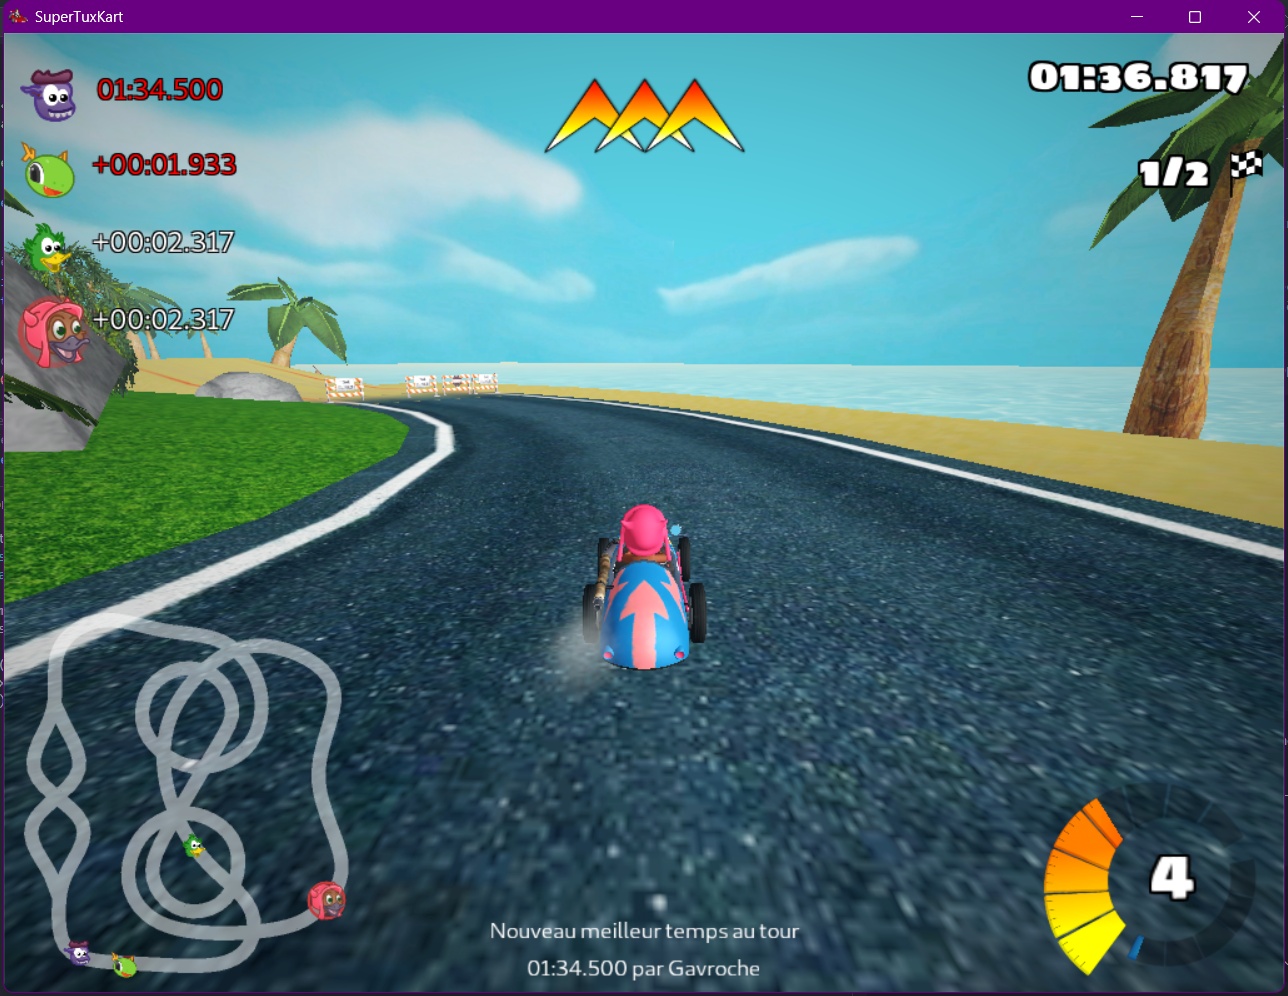 SuperTuxKart
01:34.500
01:36.817
+00:01.933
1/2
+00:02.317
+00:02.317
4
Nouveau meilleur temps au tour
01:34.500 par Gavroche